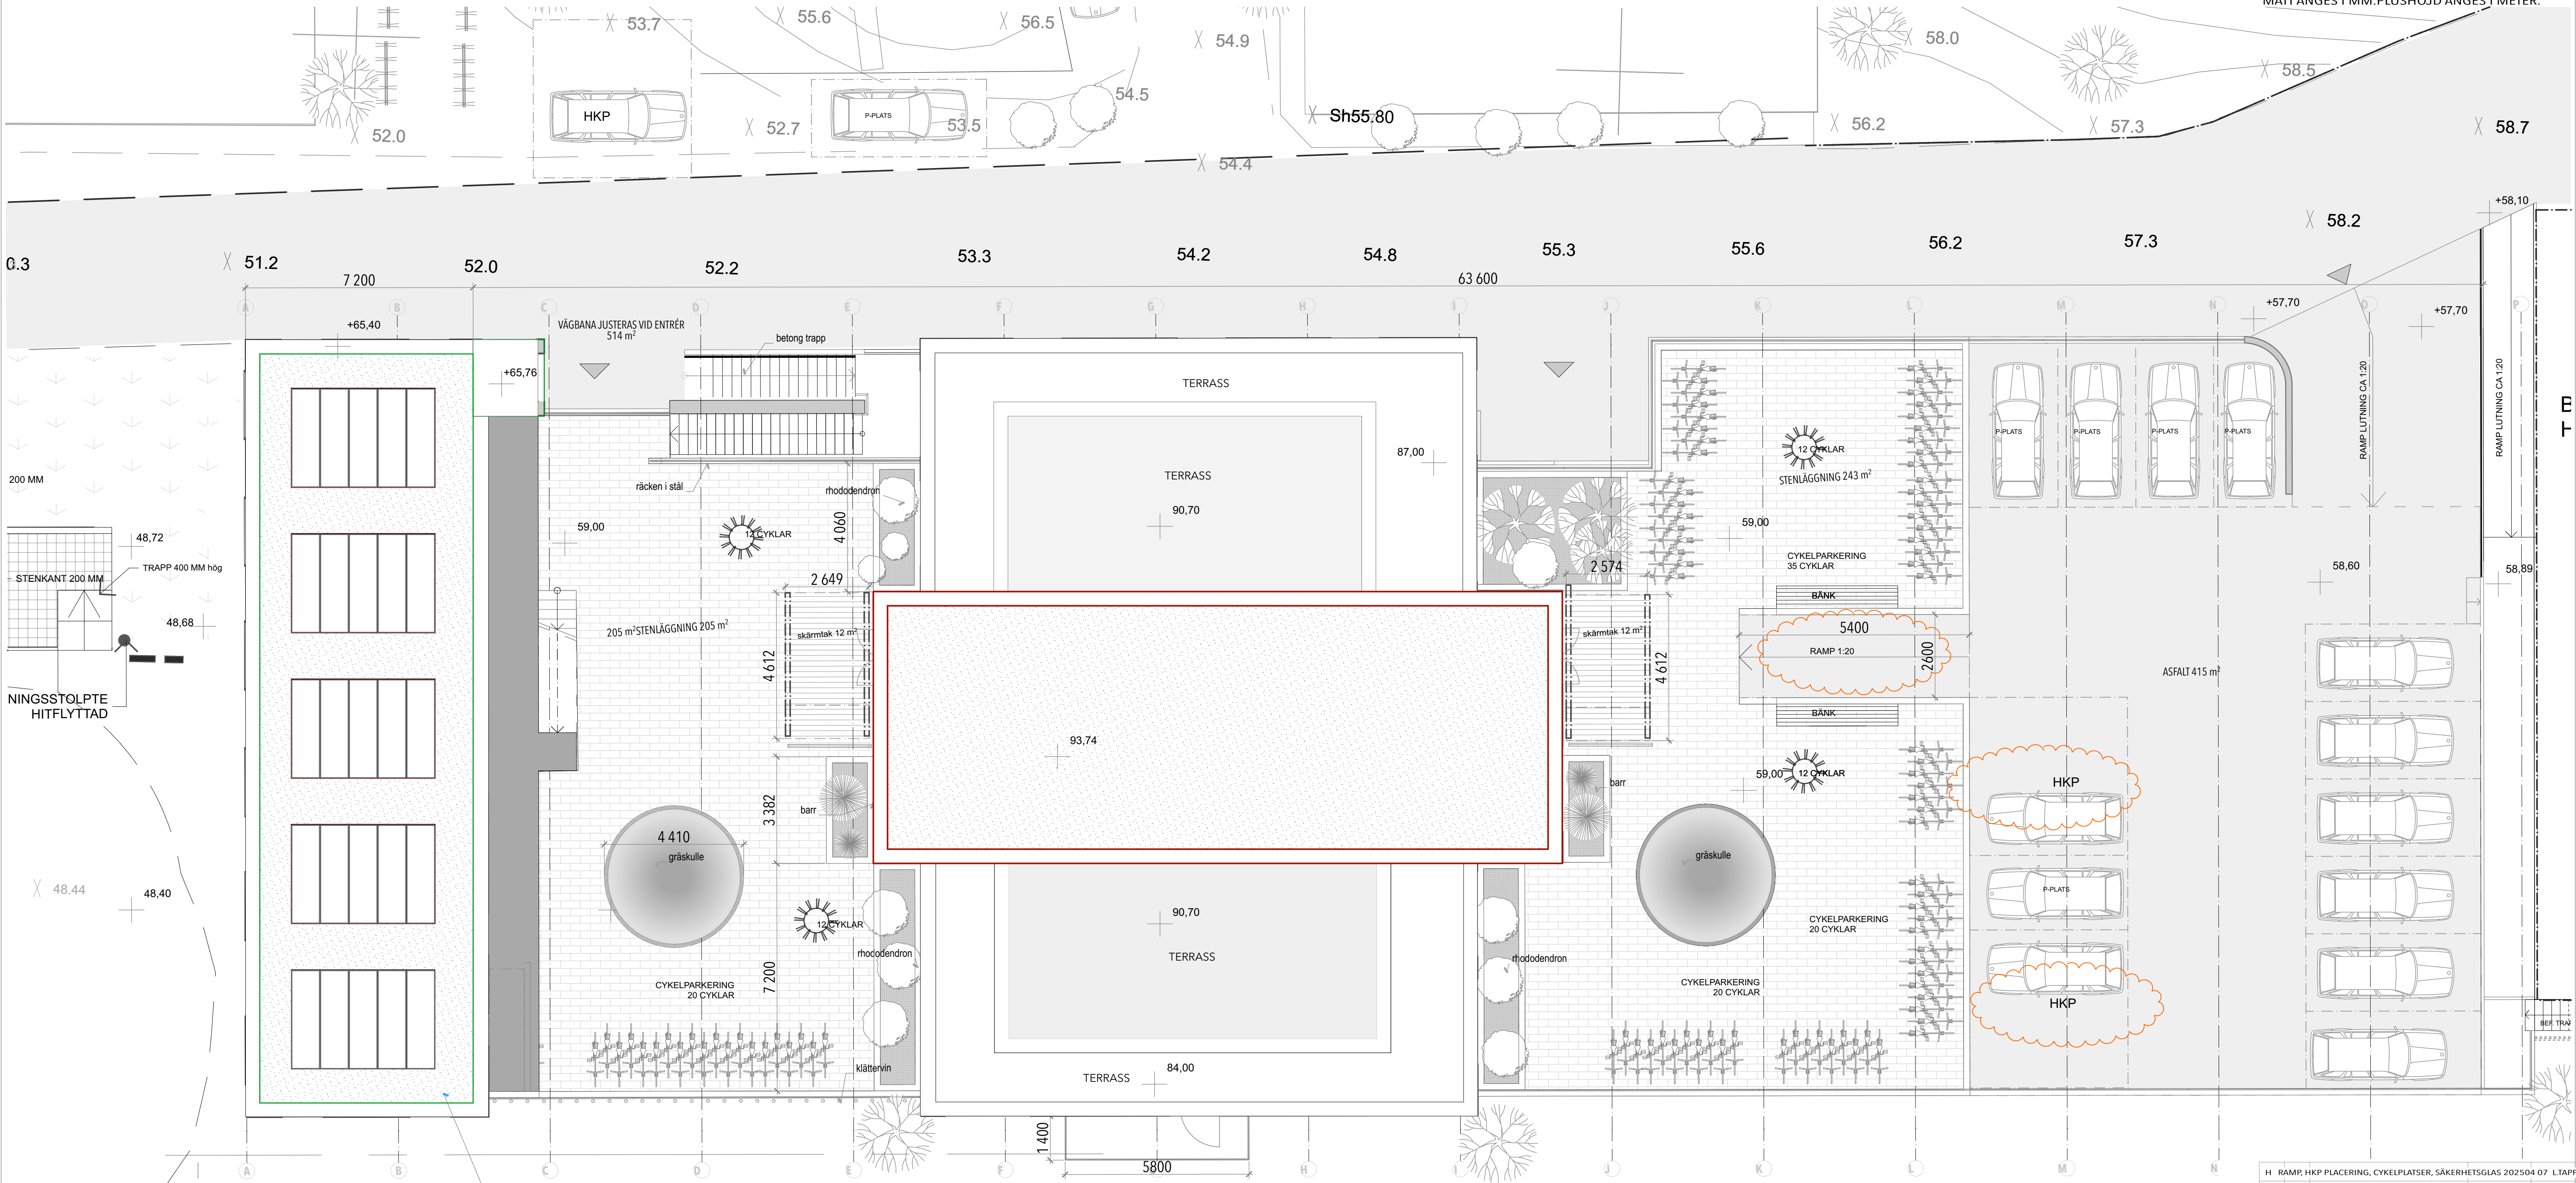 MÅTT ANGES I MM.PLUSHÖJD ANGES I METER.
53.7
55.6
56.5
54.9
58.0
58.5
HKP
P-PLATS
53.5
54.5
52.0
52.7
Sh55.80
56.2
57.3
58.7
54.4
+58,10
58.2
0.3
51.2
52.0
52.2
53.3
54.2
54.8
55.3
55.6
56.2
57.3
7 200
63 600
A
B
C
D
E
F
G
H
I
J
K
L
M
N
O
P
+57,70
+57,70
+65,40
VÄGBANA JUSTERAS VID ENTRÉR
514 m²
betong trapp
+65,76
TERRASS
RAMP LUTNING CA 1:20
RAMP LUTNING CA 1:20
B
H
P-PLATS
P-PLATS
P-PLATS
P-PLATS
87,00
12 CYKLAR
STENLÄGGNING 243 m²
200 MM
räcken i stål
rhododendron
TERRASS
90,70
59,00
12 CYKLAR
4 060
59,00
48,72
TRAPP 400 MM hög
STENKANT 200 MM
2 649
2 574
CYKELPARKERING
35 CYKLAR
58,60
58,89
BÄNK
48,68
205 m²STENLÄGGNING 205 m²
skärmtak 12 m²
skärmtak 12 m²
5400
RAMP 1:20
2600
4 612
4 612
ASFALT 415 m²
NINGSSTOLPTE
HITFLYTTAD
BÄNK
93,74
59,00
12 CYKLAR
HKP
barr
barr
3 382
4 410
gräskulle
gräskulle
48.44
48,40
P-PLATS
90,70
12 CYKLAR
CYKELPARKERING
20 CYKLAR
rhododendron
TERRASS
rhododendron
7 200
CYKELPARKERING
20 CYKLAR
CYKELPARKERING
20 CYKLAR
HKP
BEF. TRAP
klättervin
84,00
TERRASS
1 400
5800
A
B
C
D
E
F
H
I
J
K
L
M
N
H RAMP, HKP PLACERING, CYKELPLATSER, SÄKERHETSGLAS 202504 07 L.TAPP